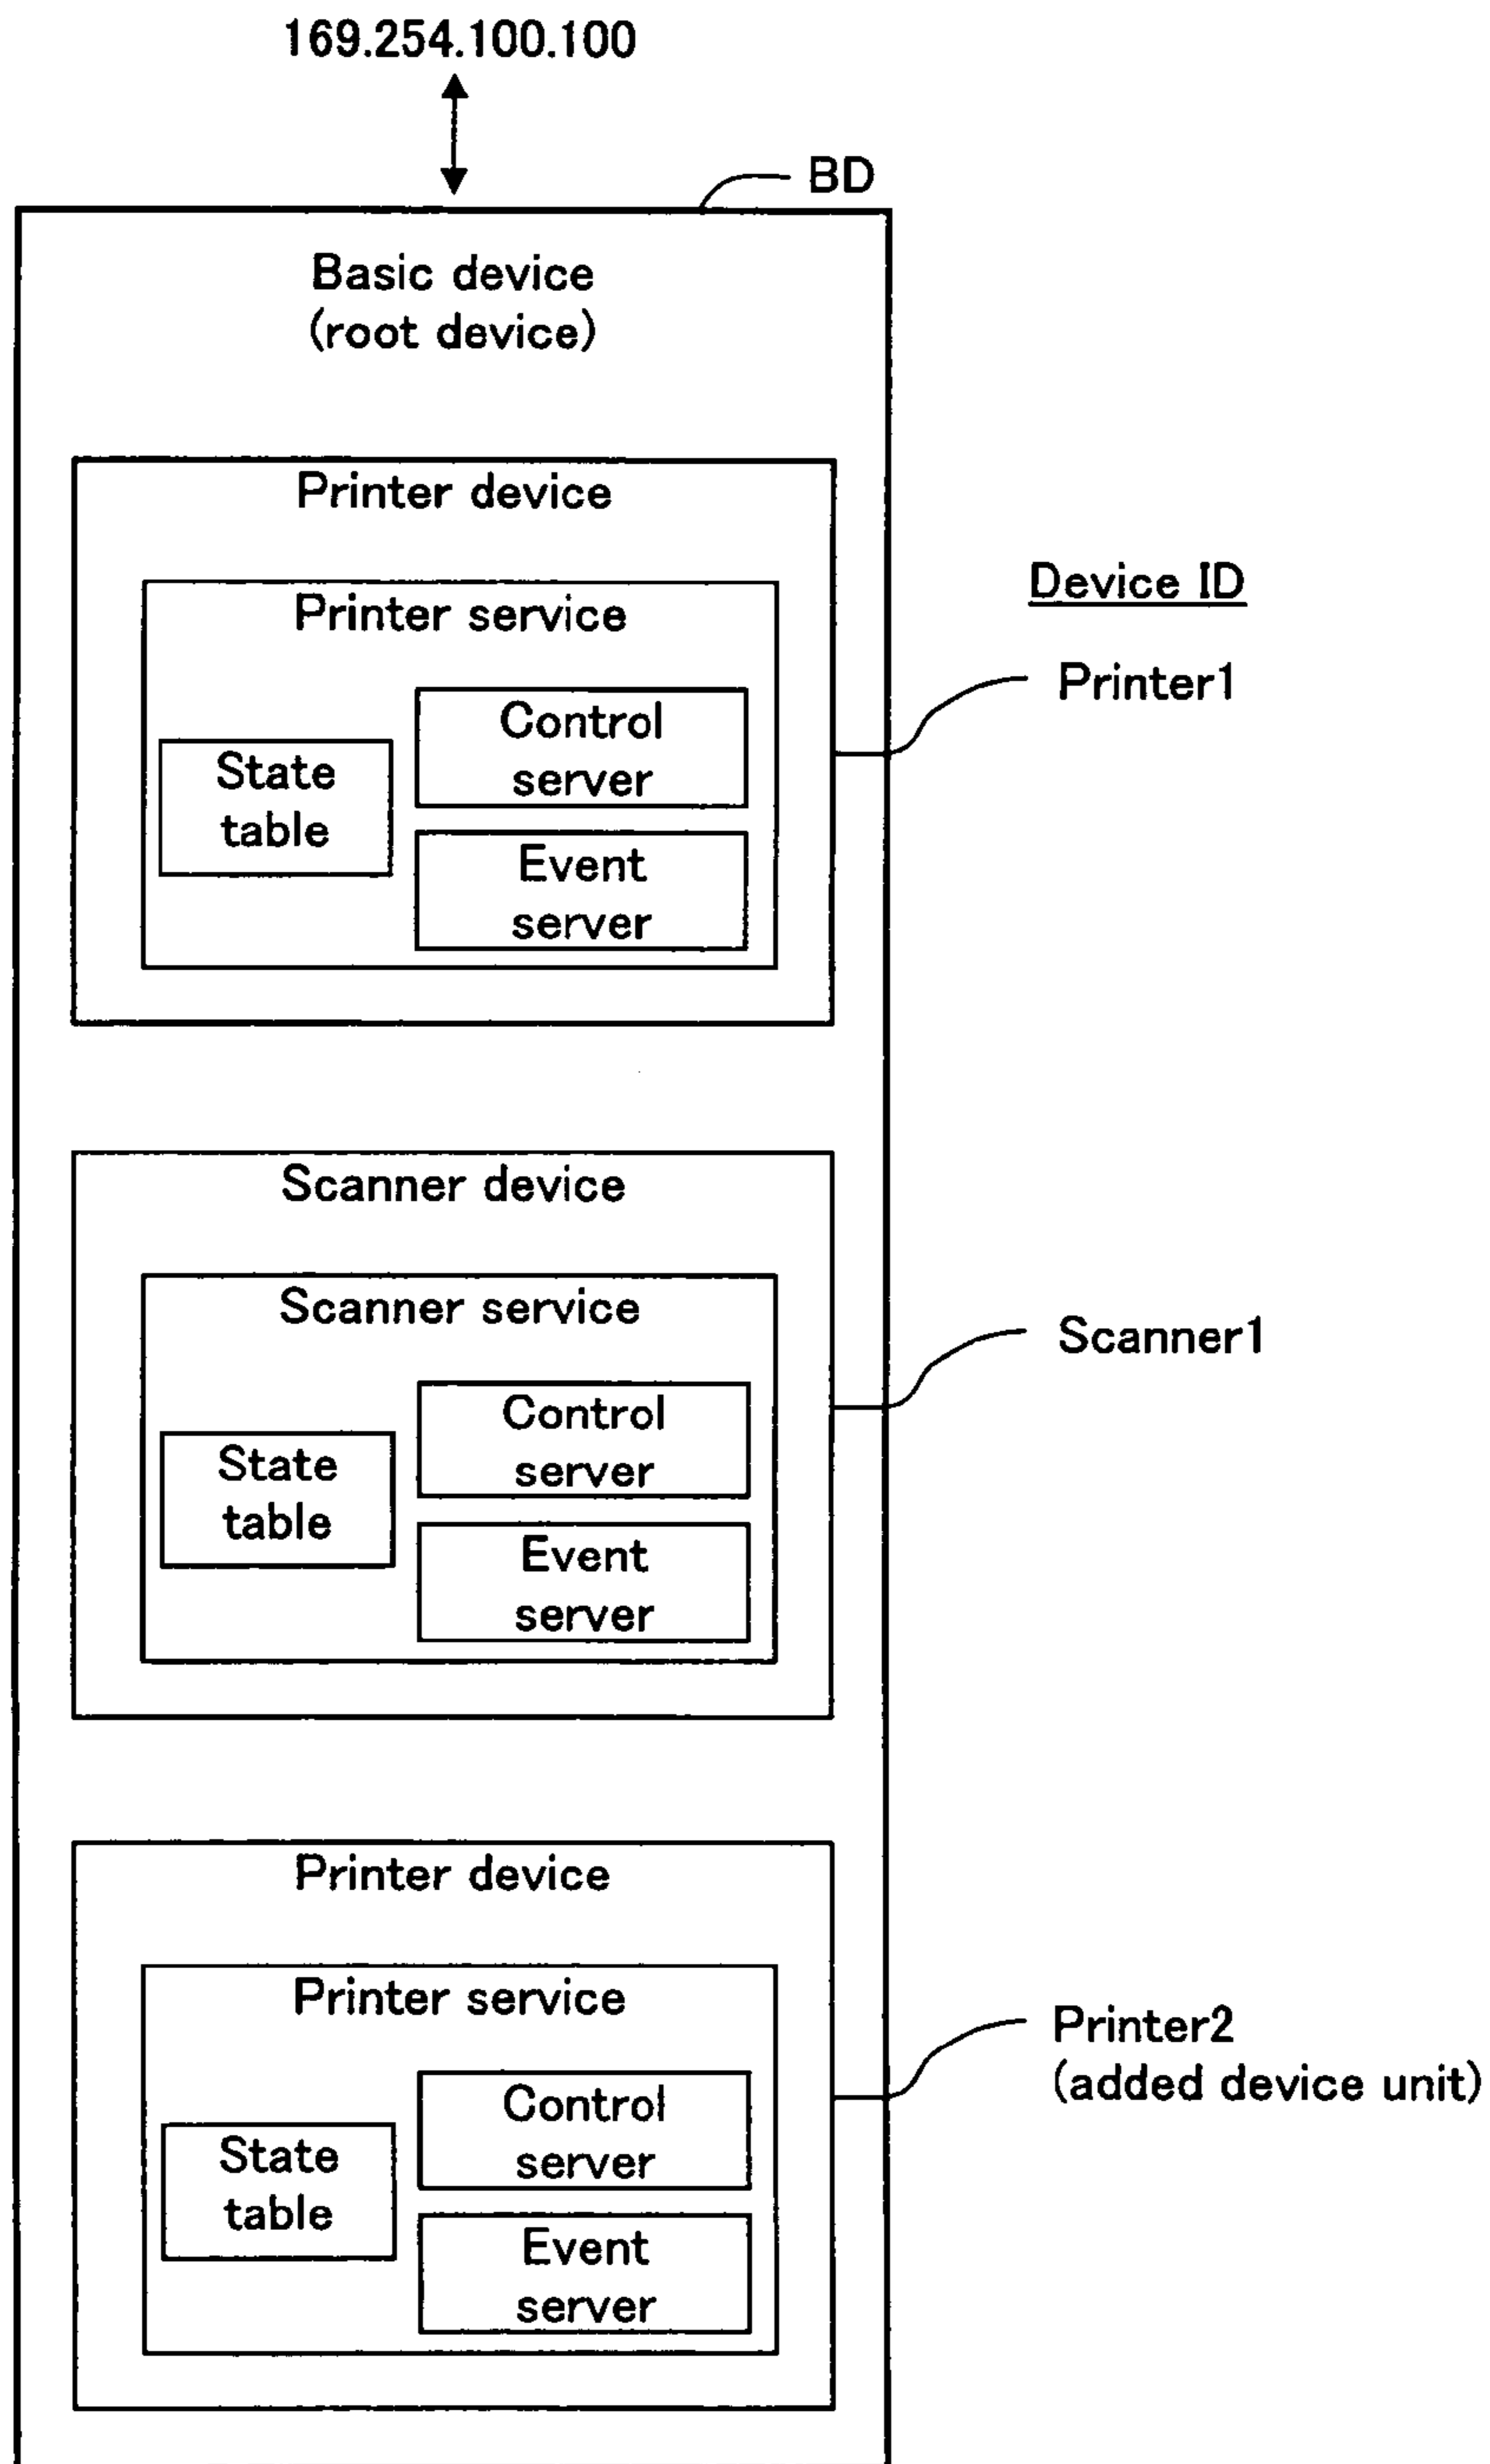 169.254.100.100
BD
Basic device
(root device)
Printer device
Printer service
Control
server
State
table
Event
server
Device ID
Printer1
Scanner device
Scanner service
Control
server
State
table
Event
server
Scanner1
Printer device
Printer service
Control
server
State
table
Event
server
Printer2
(added device unit)